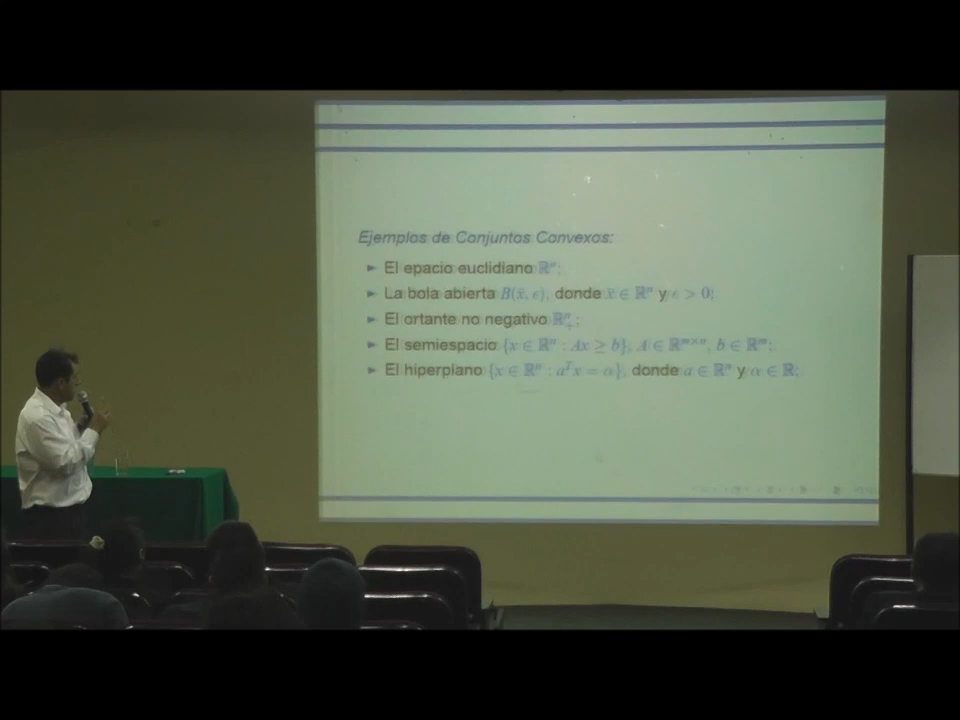 Ejemplos de Conjuntos Convexos:
► El epacio euclidiano ℝⁿ;
► La bola abierta B(x̄, ϵ), donde x̄ ∈ ℝⁿ y ϵ > 0;
► El ortante no negativo ℝⁿ₊;
► El semiespacio {x ∈ ℝⁿ : Ax ≥ b}, A ∈ ℝᵐˣⁿ, b ∈ ℝᵐ;
► El hiperplano {x ∈ ℝⁿ : aᵀx = α}, donde a ∈ ℝⁿ y α ∈ ℝ;